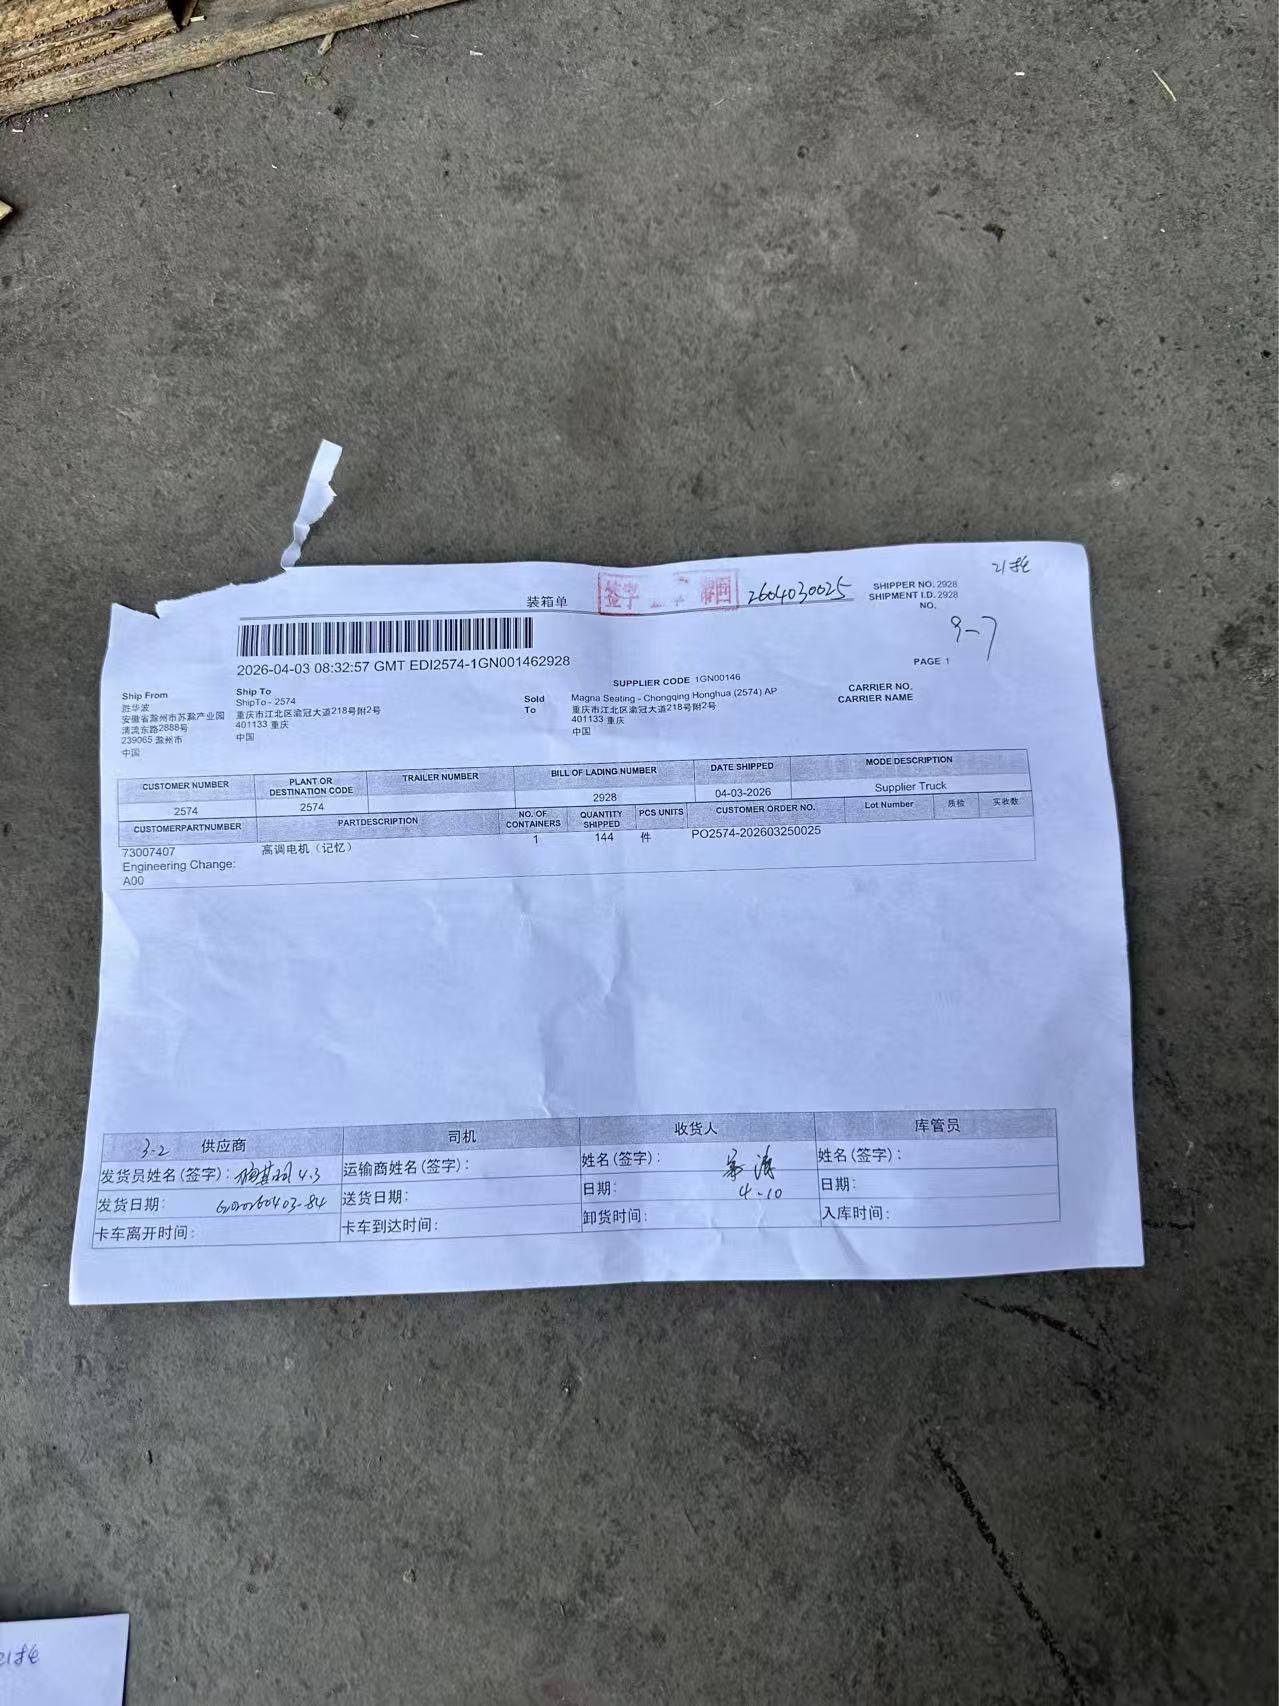 21托
装箱单
签字 回
2604030025
SHIPPER NO. 2928
SHIPMENT I.D. 2928
NO.
9-7
2026-04-03 08:32:57 GMT EDI2574-1GN001462928
PAGE 1
SUPPLIER CODE 1GN00146
Ship From
胜华波
安徽省滁州市苏滁产业园
清流东路2888号
239065 滁州市
中国
Ship To
ShipTo - 2574
重庆市江北区渝冠大道218号附2号
401133 重庆
中国
Sold To
Magna Seating - Chongqing Honghua (2574) AP
重庆市江北区渝冠大道218号附2号
401133 重庆
中国
CARRIER NO.
CARRIER NAME
CUSTOMER NUMBER PLANT OR DESTINATION CODE TRAILER NUMBER BILL OF LADING NUMBER DATE SHIPPED MODE DESCRIPTION
2574 2574 2928 04-03-2026 Supplier Truck
CUSTOMERPARTNUMBER PARTDESCRIPTION NO. OF CONTAINERS QUANTITY SHIPPED PCS UNITS CUSTOMER ORDER NO. Lot Number 质检 实收数
73007407 高调电机（记忆） 1 144 件 PO2574-202603250025
Engineering Change:
A00
3-2 供应商 司机 收货人 库管员
发货员姓名(签字): 4.3 运输商姓名(签字): 姓名(签字): 姓名(签字):
发货日期: 送货日期: 日期: 4-10 日期:
卡车离开时间: 卡车到达时间: 卸货时间: 入库时间:
21托